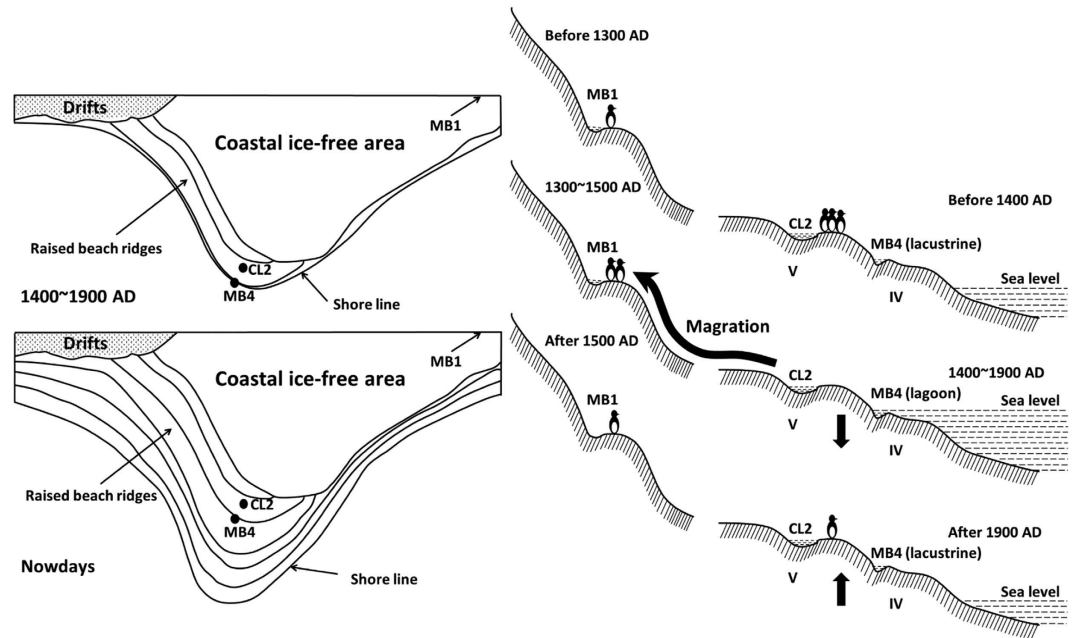 Drifts
MB1
Coastal ice-free area
Raised beach ridges
CL2
MB4
Shore line
1400~1900 AD
Drifts
MB1
Coastal ice-free area
Raised beach ridges
CL2
MB4
Shore line
Nowdays
Before 1300 AD
MB1
1300~1500 AD
MB1
Magration
After 1500 AD
MB1
Before 1400 AD
CL2
MB4 (lacustrine)
V
IV
Sea level
1400~1900 AD
CL2
MB4 (lagoon)
Sea level
V
IV
After 1900 AD
CL2
MB4 (lacustrine)
V
IV
Sea level